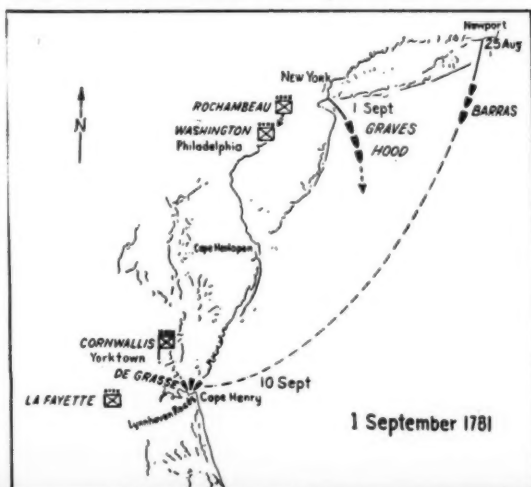 Newport
25 Aug
New York
BARRAS
ROCHAMBEAU
1 Sept
WASHINGTON
GRAVES
Philadelphia
HOOD
N
Cape Henlopen
CORNWALLIS
Yorktown
DE GRASSE
10 Sept
LA FAYETTE
Cape Henry
Lynnhaven Roads
1 September 1781